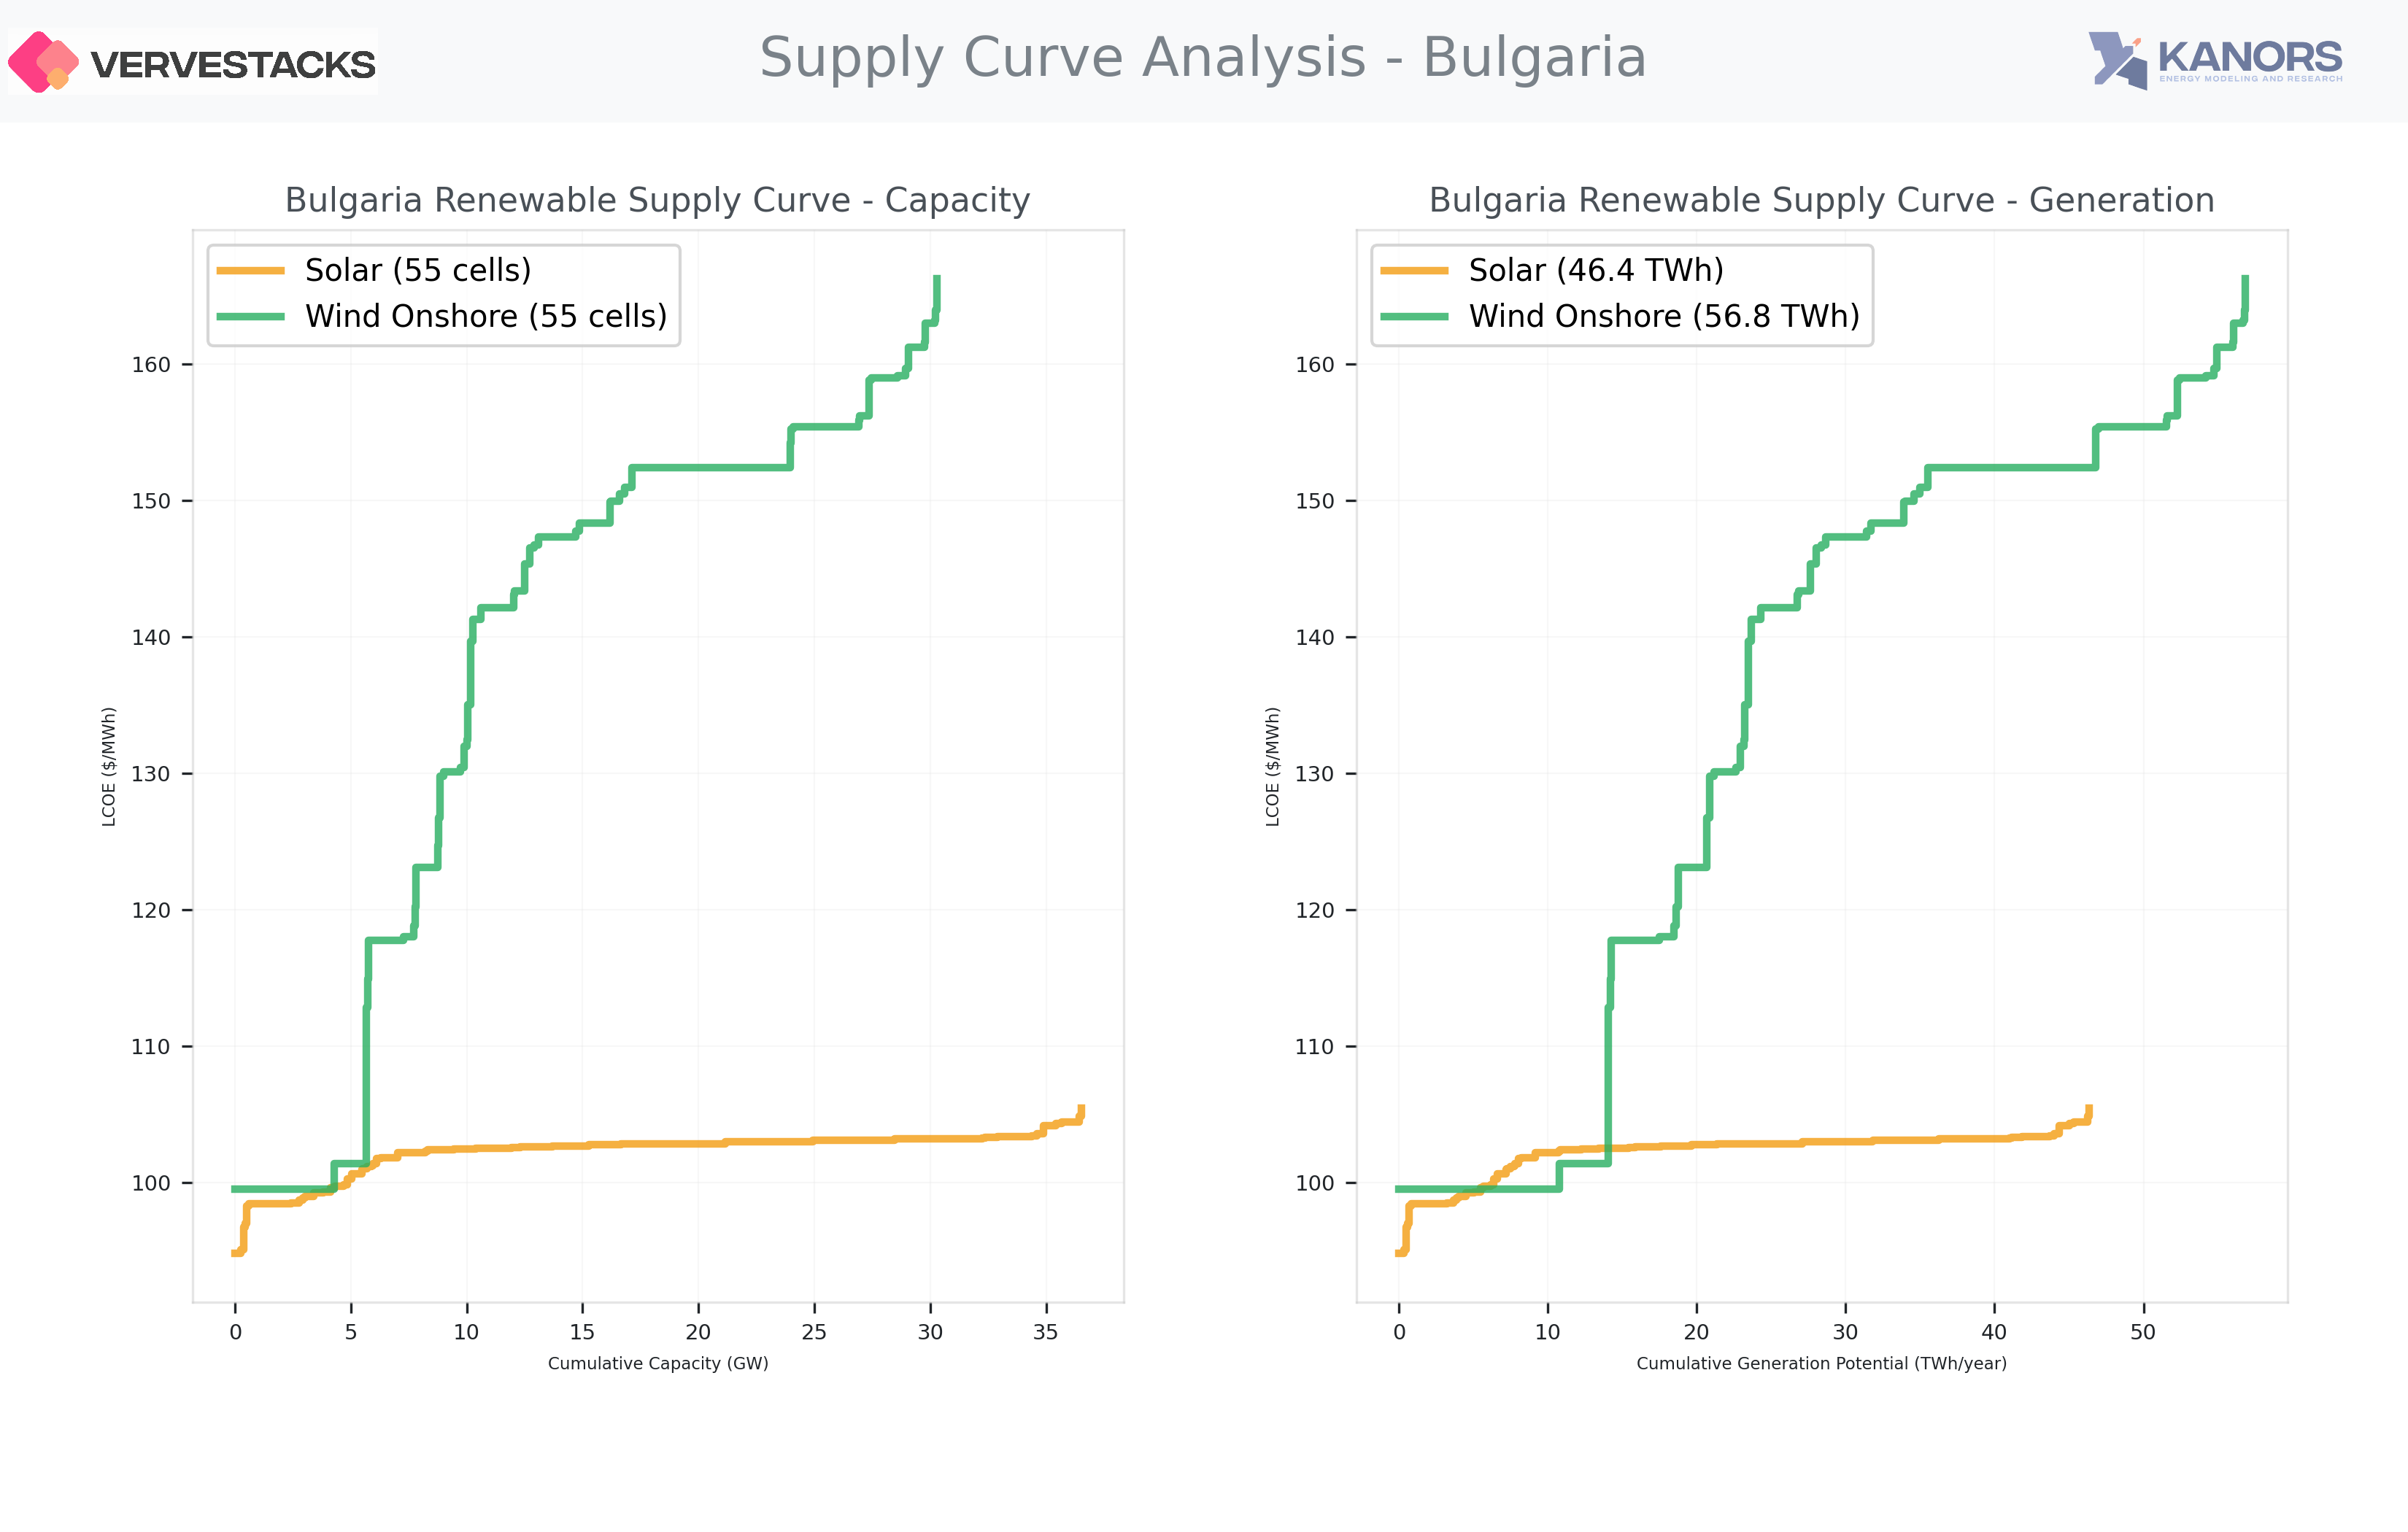 VERVESTACKS
Supply Curve Analysis - Bulgaria
KANORS
ENERGY MODELING AND RESEARCH
Bulgaria Renewable Supply Curve - Capacity
Solar (55 cells)
Wind Onshore (55 cells)
160
150
140
130
120
110
100
LCOE ($/MWh)
0 5 10 15 20 25 30 35
Cumulative Capacity (GW)
Bulgaria Renewable Supply Curve - Generation
Solar (46.4 TWh)
Wind Onshore (56.8 TWh)
160
150
140
130
120
110
100
LCOE ($/MWh)
0 10 20 30 40 50
Cumulative Generation Potential (TWh/year)